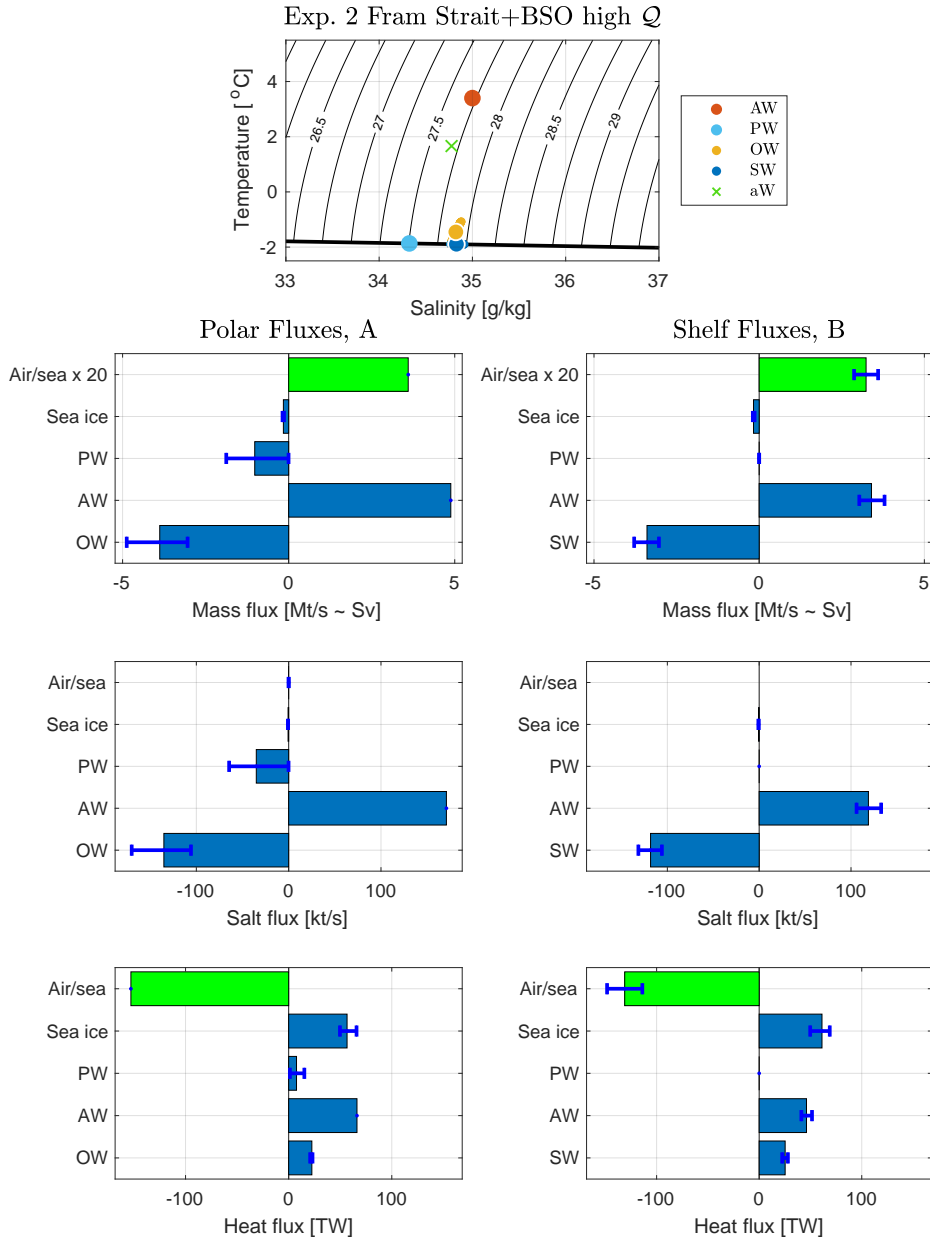 Exp. 2 Fram Strait+BSO high Q
Temperature [ °C]
4
2
0
-2
26.5
27
27.5
28
28.5
29
33
34
35
36
37
Salinity [g/kg]
AW
PW
OW
SW
aW
Polar Fluxes, A
Air/sea x 20
Sea ice
PW
AW
OW
-5
0
5
Mass flux [Mt/s ~ Sv]
Shelf Fluxes, B
Air/sea x 20
Sea ice
PW
AW
SW
-5
0
5
Mass flux [Mt/s ~ Sv]
Air/sea
Sea ice
PW
AW
OW
-100
0
100
Salt flux [kt/s]
Air/sea
Sea ice
PW
AW
SW
-100
0
100
Salt flux [kt/s]
Air/sea
Sea ice
PW
AW
OW
-100
0
100
Heat flux [TW]
Air/sea
Sea ice
PW
AW
SW
-100
0
100
Heat flux [TW]